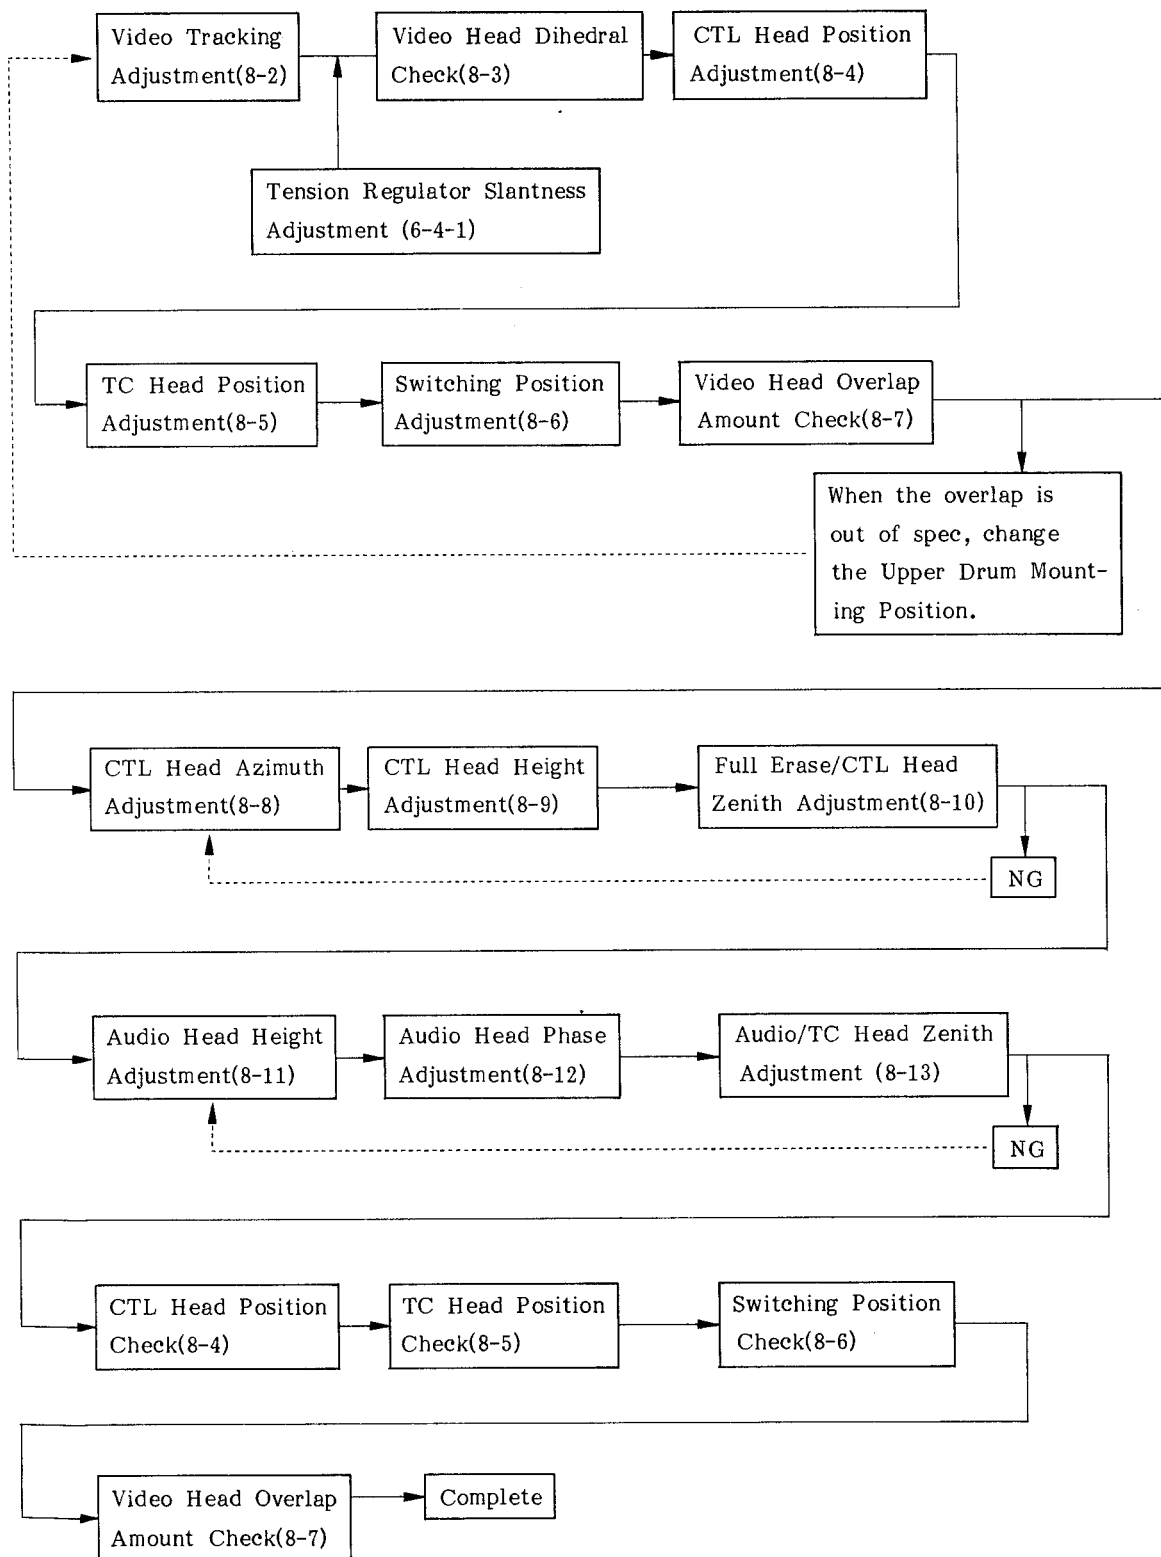 Video Tracking
Adjustment(8-2)
Video Head Dihedral
Check(8-3)
CTL Head Position
Adjustment(8-4)
Tension Regulator Slantness
Adjustment (6-4-1)
TC Head Position
Adjustment(8-5)
Switching Position
Adjustment(8-6)
Video Head Overlap
Amount Check(8-7)
When the overlap is
out of spec, change
the Upper Drum Mount-
ing Position.
CTL Head Azimuth
Adjustment(8-8)
CTL Head Height
Adjustment(8-9)
Full Erase/CTL Head
Zenith Adjustment(8-10)
NG
Audio Head Height
Adjustment(8-11)
Audio Head Phase
Adjustment(8-12)
Audio/TC Head Zenith
Adjustment (8-13)
NG
CTL Head Position
Check(8-4)
TC Head Position
Check(8-5)
Switching Position
Check(8-6)
Video Head Overlap
Amount Check(8-7)
Complete